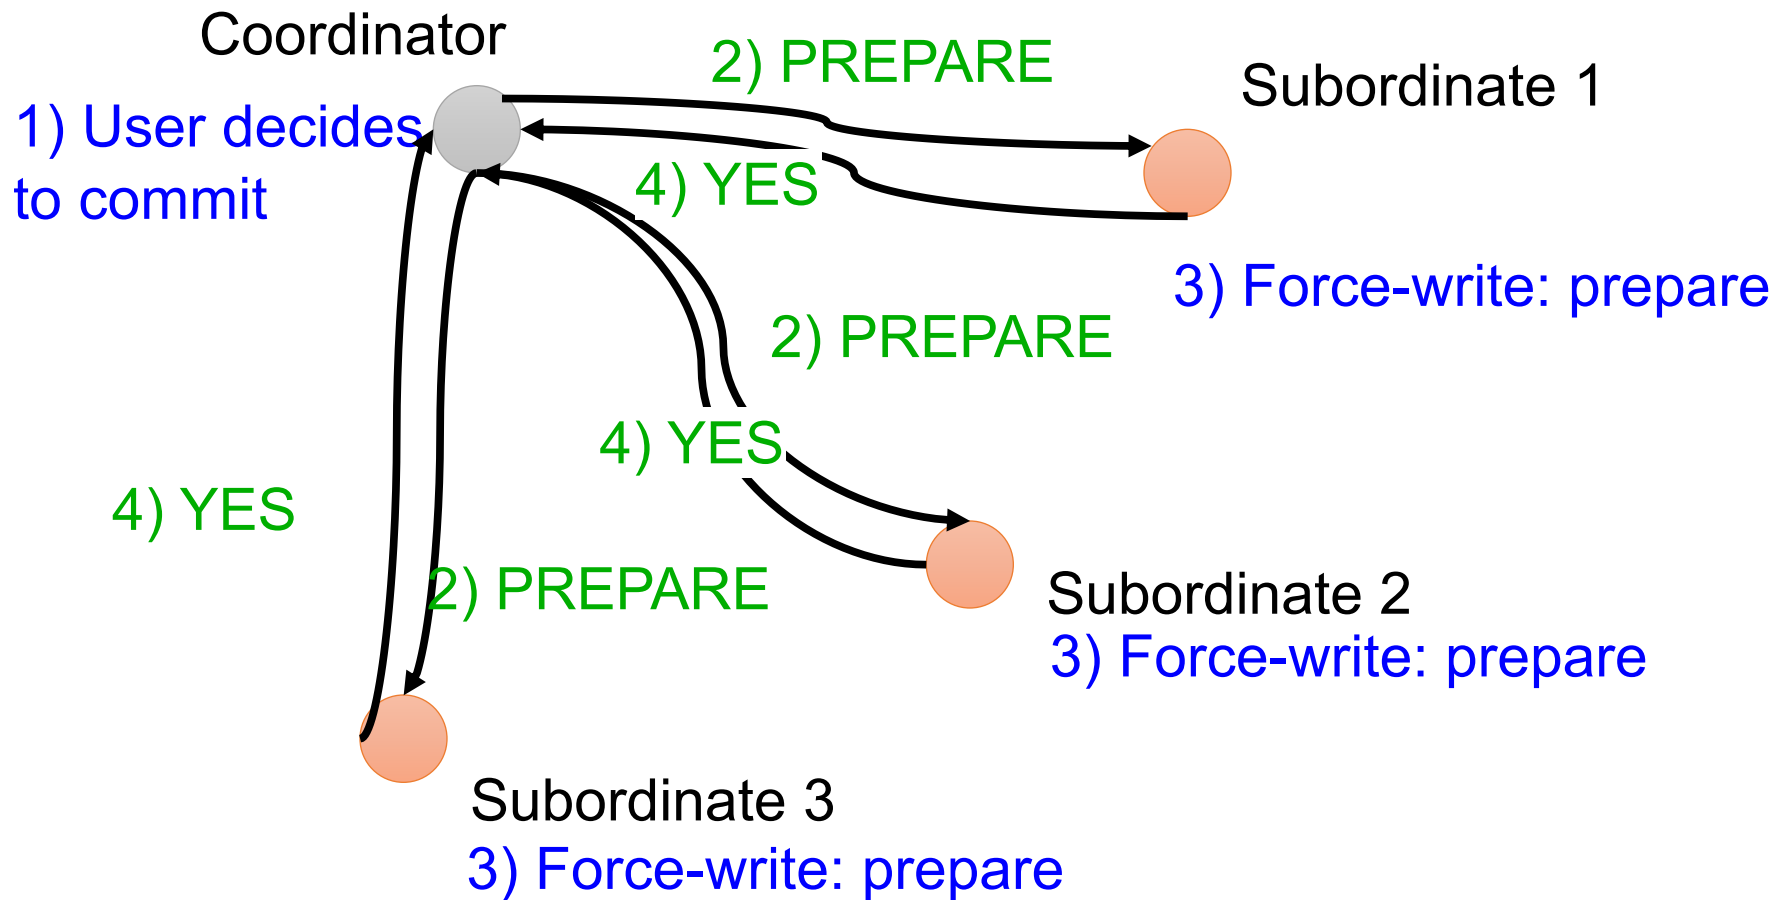 Coordinator
2) PREPARE
Subordinate 1
1) User decides
to commit
4) YES
3) Force-write: prepare
2) PREPARE
4) YES
4) YES
2) PREPARE
Subordinate 2
3) Force-write: prepare
Subordinate 3
3) Force-write: prepare